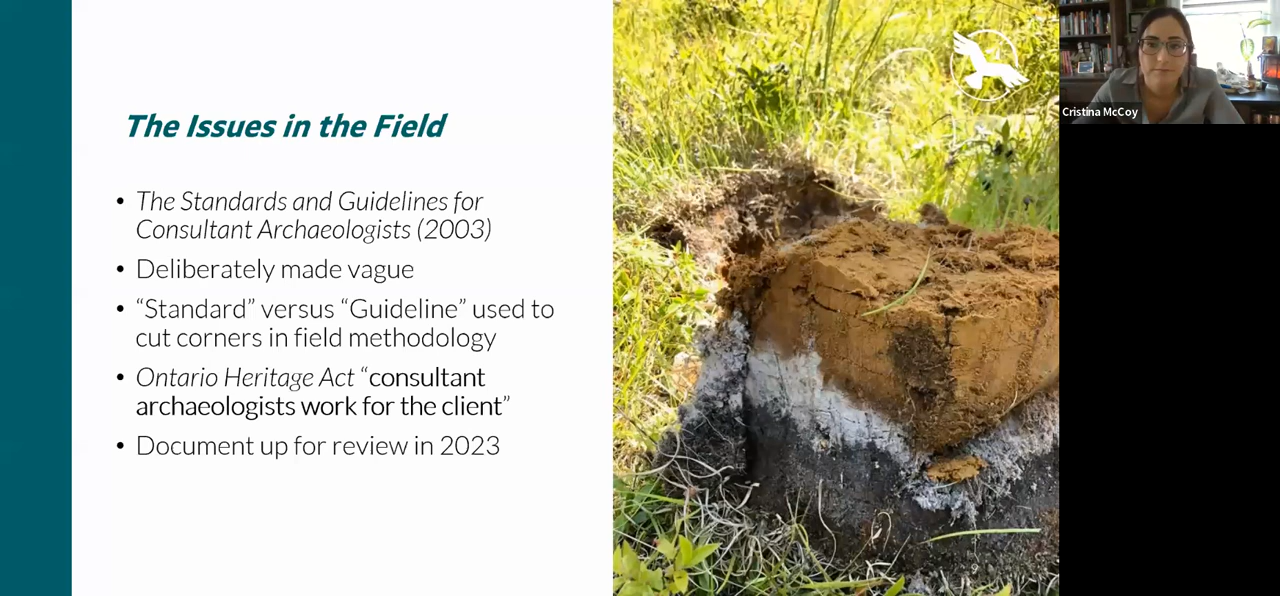 The Issues in the Field
• The Standards and Guidelines for
Consultant Archaeologists (2003)
• Deliberately made vague
• “Standard” versus “Guideline” used to
cut corners in field methodology
• Ontario Heritage Act “consultant
archaeologists work for the client”
• Document up for review in 2023
Cristina McCoy